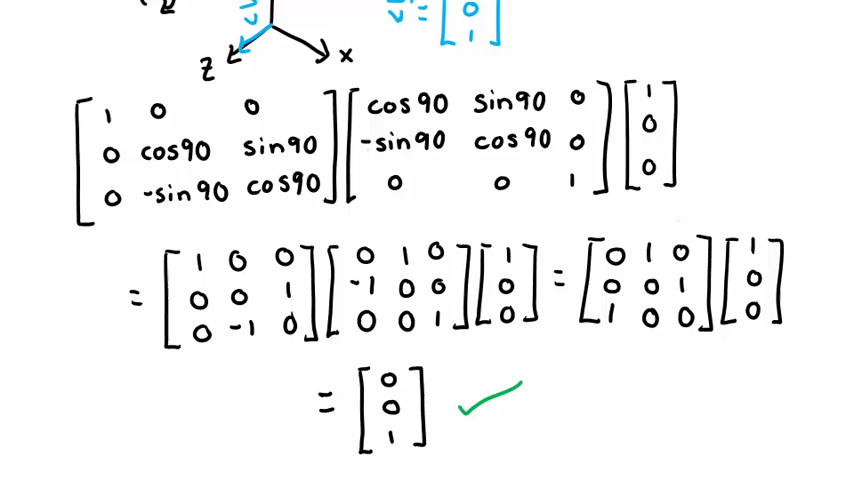 v' = [ 0
1 ]
Z x
[ 1 0 0 ] [ cos90 sin90 0 ] [ 1 ]
[ 0 cos90 sin90 ] [ -sin90 cos90 0 ] [ 0 ]
[ 0 -sin90 cos90 ] [ 0 0 1 ] [ 0 ]
= [ 1 0 0 ] [ 0 1 0 ] [ 1 ] = [ 0 1 0 ] [ 1 ]
[ 0 0 1 ] [ -1 0 0 ] [ 0 ] [ 0 0 1 ] [ 0 ]
[ 0 -1 0 ] [ 0 0 1 ] [ 0 ] [ 1 0 0 ] [ 0 ]
= [ 0 ]
[ 0 ] ✓
[ 1 ]